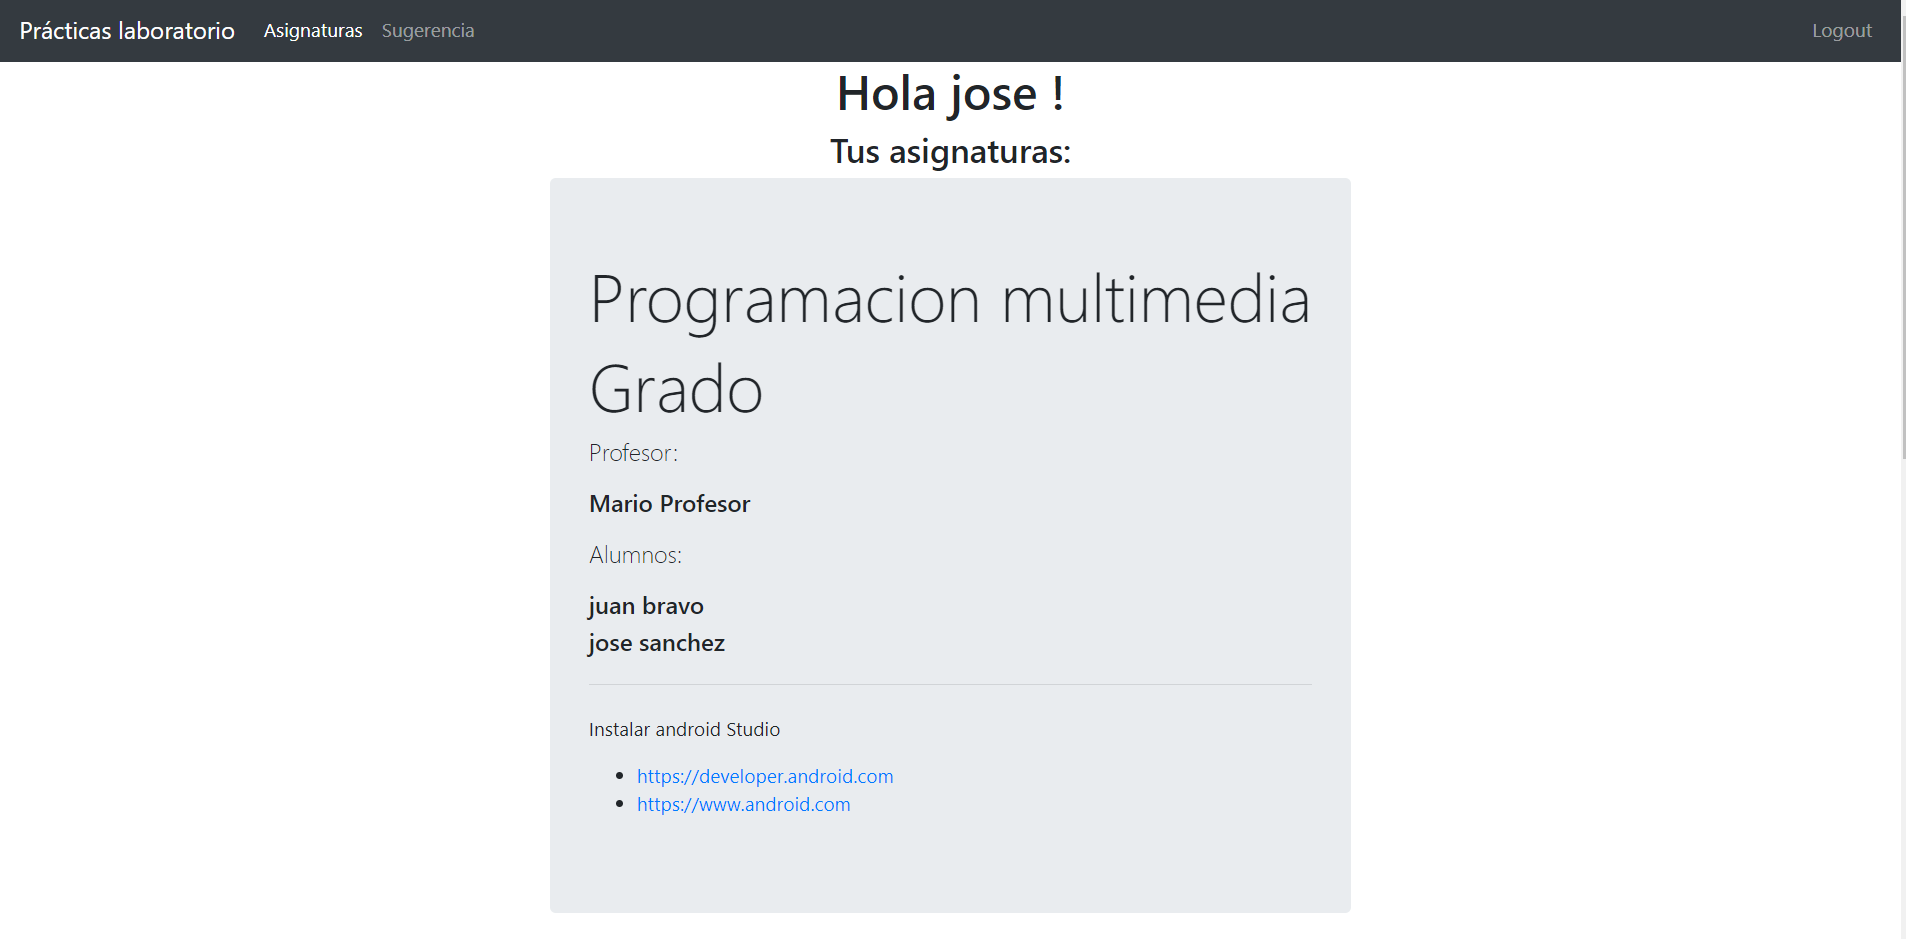 Prácticas laboratorio Asignaturas Sugerencia Logout
Hola jose !
Tus asignaturas:
Programacion multimedia
Grado
Profesor:
Mario Profesor
Alumnos:
juan bravo
jose sanchez
Instalar android Studio
https://developer.android.com
https://www.android.com